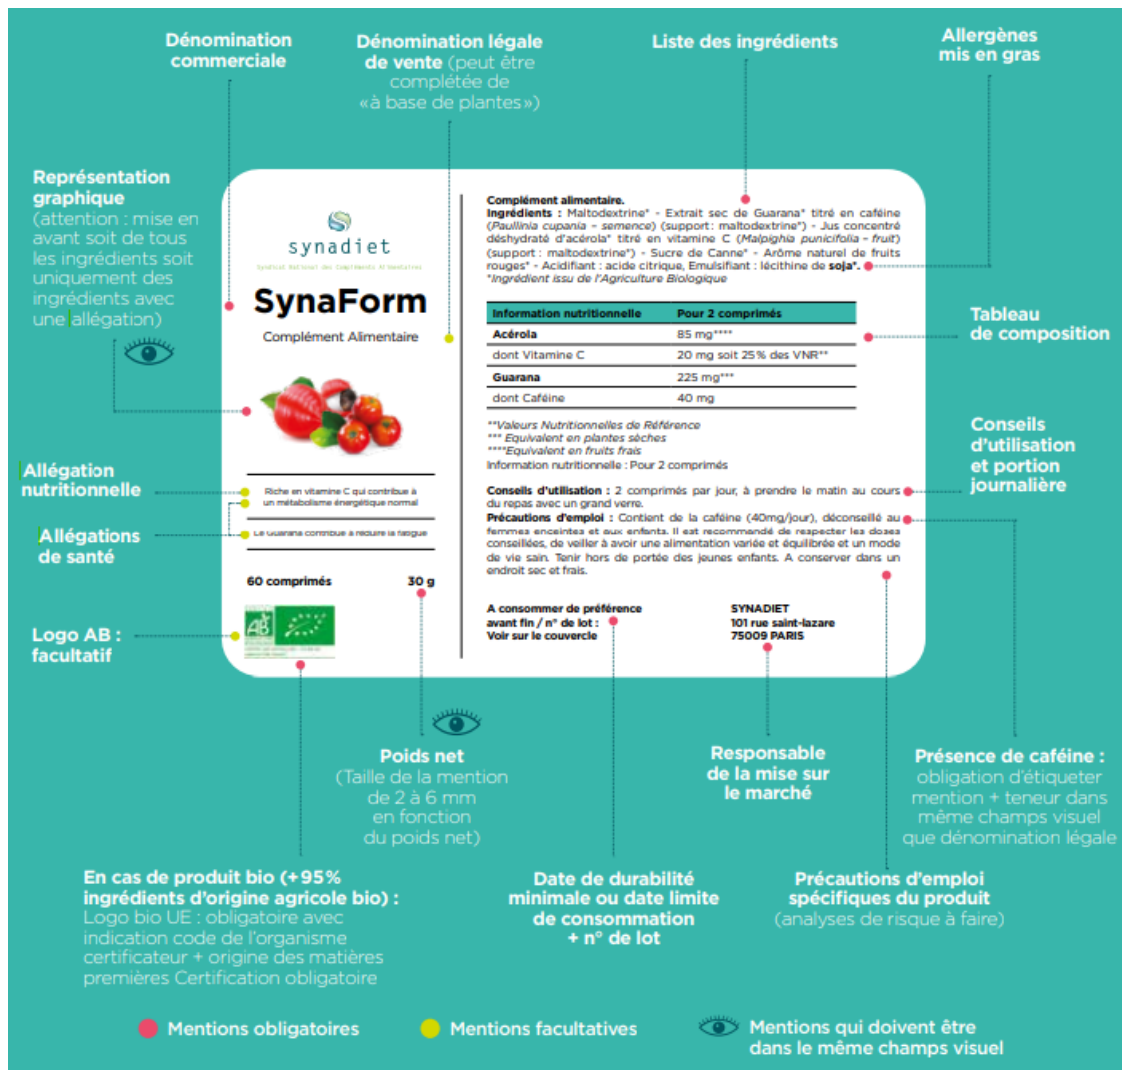 Dénomination
commerciale
Dénomination légale
de vente (peut être
complétée de
«à base de plantes»)
Liste des ingrédients
Allergènes
mis en gras
Représentation
graphique
(attention : mise en
avant soit de tous
les ingrédients soit
uniquement des
ingrédients avec
une allégation)
Allégation
nutritionnelle
Allégations
de santé
Logo AB :
facultatif
synadiet
Syndicat National des Compléments Alimentaires
SynaForm
Complément Alimentaire
Riche en vitamine C qui contribue à
un métabolisme énergétique normal
Le Guarana contribue à réduire la fatigue
60 comprimés 30 g
AB
Complément alimentaire.
Ingrédients : Maltodextrine* - Extrait sec de Guarana* titré en caféine
(Paullinia cupania – semence) (support: maltodextrine*) - Jus concentré
déshydraté d'acérola* titré en vitamine C (Malpighia punicifolia – fruit)
(support : maltodextrine*) - Sucre de Canne* - Arôme naturel de fruits
rouges* - Acidifiant : acide citrique, Emulsifiant : lécithine de soja*.
*Ingrédient issu de l'Agriculture Biologique
Information nutritionnelle Pour 2 comprimés
Acérola 85 mg****
dont Vitamine C 20 mg soit 25% des VNR**
Guarana 225 mg***
dont Caféine 40 mg
**Valeurs Nutritionnelles de Référence
*** Equivalent en plantes sèches
****Equivalent en fruits frais
Information nutritionnelle : Pour 2 comprimés
Conseils d'utilisation : 2 comprimés par jour, à prendre le matin au cours
du repas avec un grand verre.
Précautions d'emploi : Contient de la caféine (40mg/jour), déconseillé au
femmes enceintes et aux enfants. Il est recommandé de respecter les doses
conseillées, de veiller à avoir une alimentation variée et équilibrée et un mode
de vie sain. Tenir hors de portée des jeunes enfants. A conserver dans un
endroit sec et frais.
A consommer de préférence
avant fin / n° de lot :
Voir sur le couvercle
SYNADIET
101 rue saint-lazare
75009 PARIS
Tableau
de composition
Conseils
d'utilisation
et portion
journalière
Poids net
(Taille de la mention
de 2 à 6 mm
en fonction
du poids net)
Responsable
de la mise sur
le marché
Présence de caféine :
obligation d'étiqueter
mention + teneur dans
même champs visuel
que dénomination légale
En cas de produit bio (+95%
ingrédients d'origine agricole bio) :
Logo bio UE : obligatoire avec
indication code de l'organisme
certificateur + origine des matières
premières Certification obligatoire
Date de durabilité
minimale ou date limite
de consommation
+ n° de lot
Précautions d'emploi
spécifiques du produit
(analyses de risque à faire)
Mentions obligatoires
Mentions facultatives
Mentions qui doivent être
dans le même champs visuel